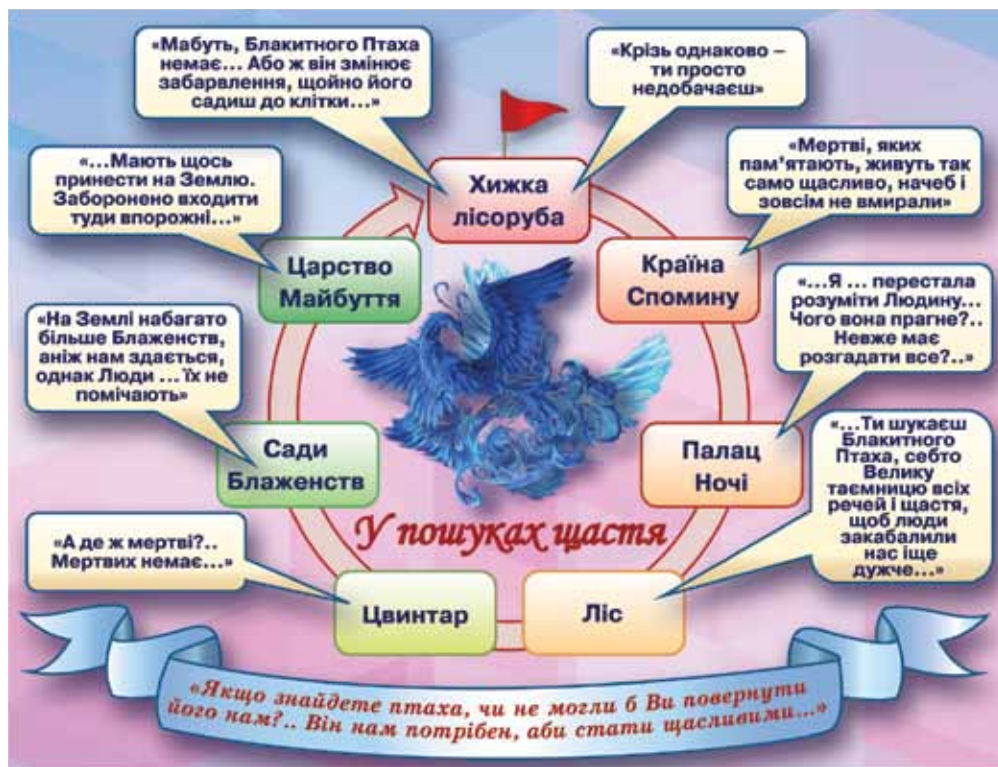 «Мабуть, Блакитного Птаха
немає... Або ж він змінює
забарвлення, щойно його
садиш до клітки...»
«Крізь однаково –
ти просто
недобачаєш»
«...Мають щось
принести на Землю.
Заборонено входити
туди впорожні...»
Хижка
лісоруба
«Мертві, яких
пам’ятають, живуть так
само щасливо, начеб і
зовсім не вмирали»
Царство
Майбуття
Країна
Спомину
«...Я ... перестала
розуміти Людину...
Чого вона прагне?..
Невже має
розгадати все?..»
«На Землі набагато
більше Блаженств,
аніж нам здається,
однак Люди ... їх не
помічають»
Сади
Блаженств
Палац
Ночі
«...Ти шукаєш
Блакитного
Птаха, себто
Велику
таємницю всіх
речей і щастя,
щоб люди
закабалили
нас іще
дужче...»
У пошуках щастя
«А де ж мертві?..
Мертвих немає...»
Цвинтар
Ліс
«Якщо знайдете птаха, чи не могли б Ви повернути
його нам?.. Він нам потрібен, аби стати щасливими...»